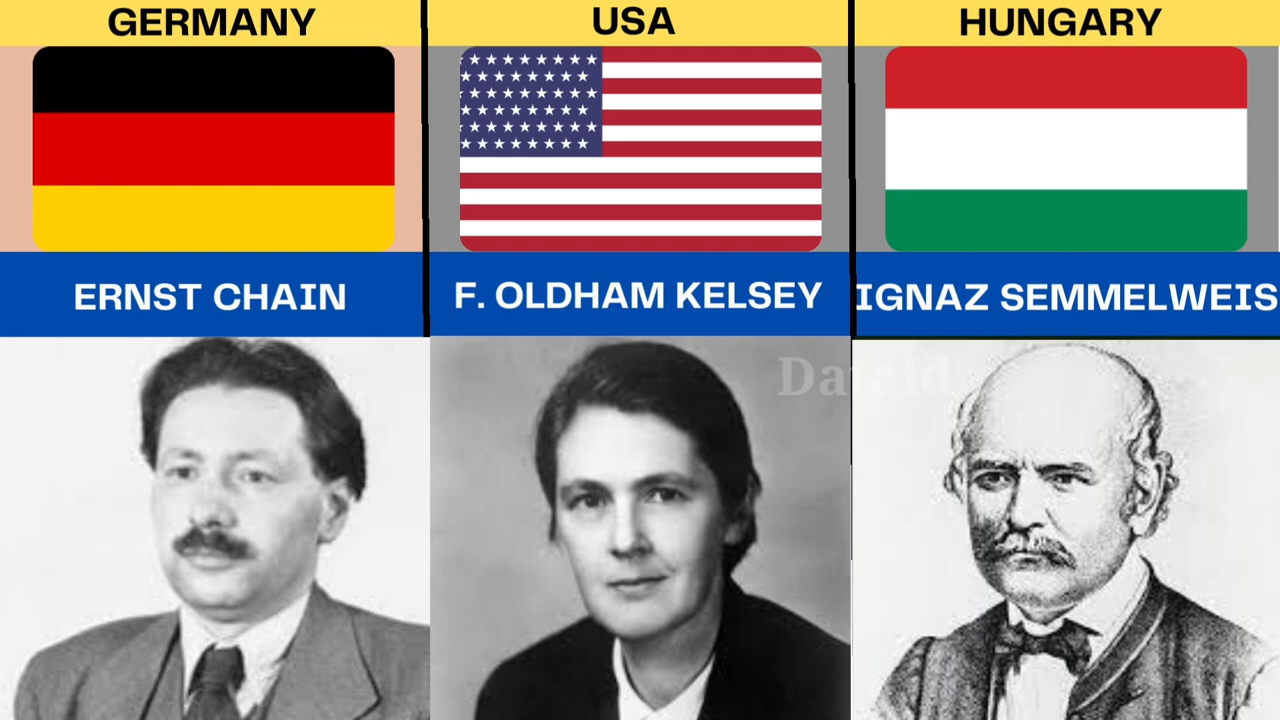 GERMANY
USA
HUNGARY
ERNST CHAIN
F. OLDHAM KELSEY
IGNAZ SEMMELWEIS